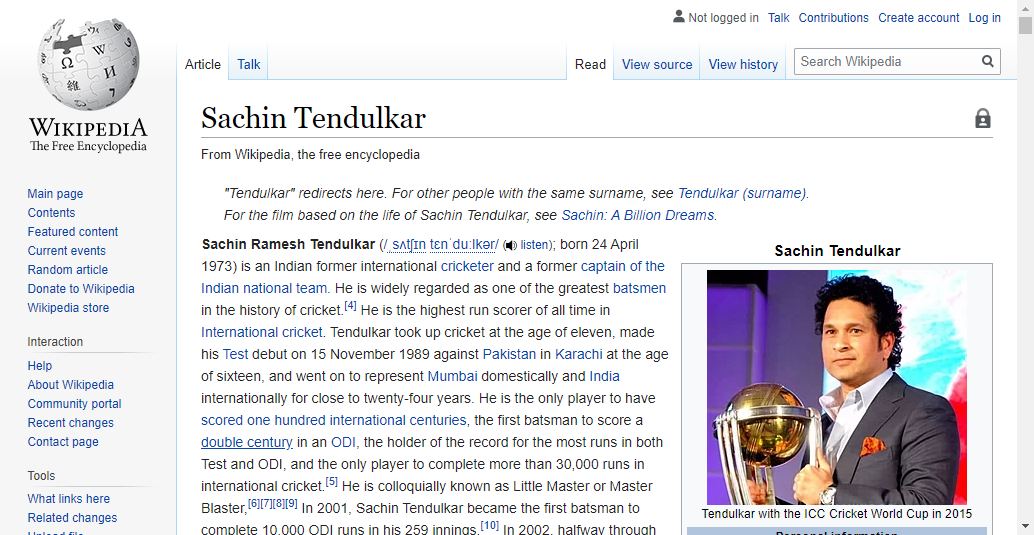 Not logged in Talk Contributions Create account Log in
Article Talk Read View source View history Search Wikipedia
WIKIPEDIA
The Free Encyclopedia
Main page
Contents
Featured content
Current events
Random article
Donate to Wikipedia
Wikipedia store
Interaction
Help
About Wikipedia
Community portal
Recent changes
Contact page
Tools
What links here
Related changes
Upload file
Sachin Tendulkar
From Wikipedia, the free encyclopedia
"Tendulkar" redirects here. For other people with the same surname, see Tendulkar (surname).
For the film based on the life of Sachin Tendulkar, see Sachin: A Billion Dreams.
Sachin Ramesh Tendulkar (/ˌsʌtʃɪn tɛnˈduːlkər/ (listen); born 24 April
1973) is an Indian former international cricketer and a former captain of the
Indian national team. He is widely regarded as one of the greatest batsmen
in the history of cricket.[4] He is the highest run scorer of all time in
International cricket. Tendulkar took up cricket at the age of eleven, made
his Test debut on 15 November 1989 against Pakistan in Karachi at the age
of sixteen, and went on to represent Mumbai domestically and India
internationally for close to twenty-four years. He is the only player to have
scored one hundred international centuries, the first batsman to score a
double century in an ODI, the holder of the record for the most runs in both
Test and ODI, and the only player to complete more than 30,000 runs in
international cricket.[5] He is colloquially known as Little Master or Master
Blaster,[6][7][8][9] In 2001, Sachin Tendulkar became the first batsman to
complete 10,000 ODI runs in his 259 innings.[10] In 2002, halfway through
Sachin Tendulkar
Tendulkar with the ICC Cricket World Cup in 2015
Personal information